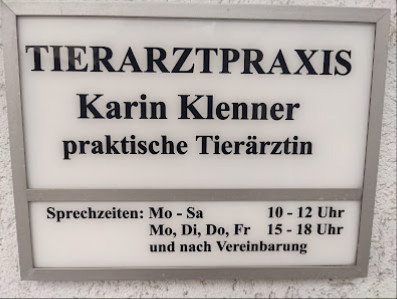 TIERARZTPRAXIS
Karin Klenner
praktische Tierärztin
Sprechzeiten: Mo - Sa 10 - 12 Uhr
Mo, Di, Do, Fr 15 - 18 Uhr
und nach Vereinbarung